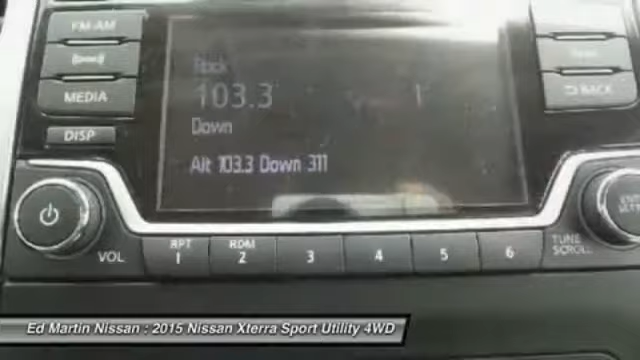 FM-AM
MEDIA
BACK
DISP
Rock
103.3
1
Down
Alt 103.3 Down 311
VOL
RPT
1
RDM
2
3
4
5
6
TUNE
SCROLL
Ed Martin Nissan : 2015 Nissan Xterra Sport Utility 4WD